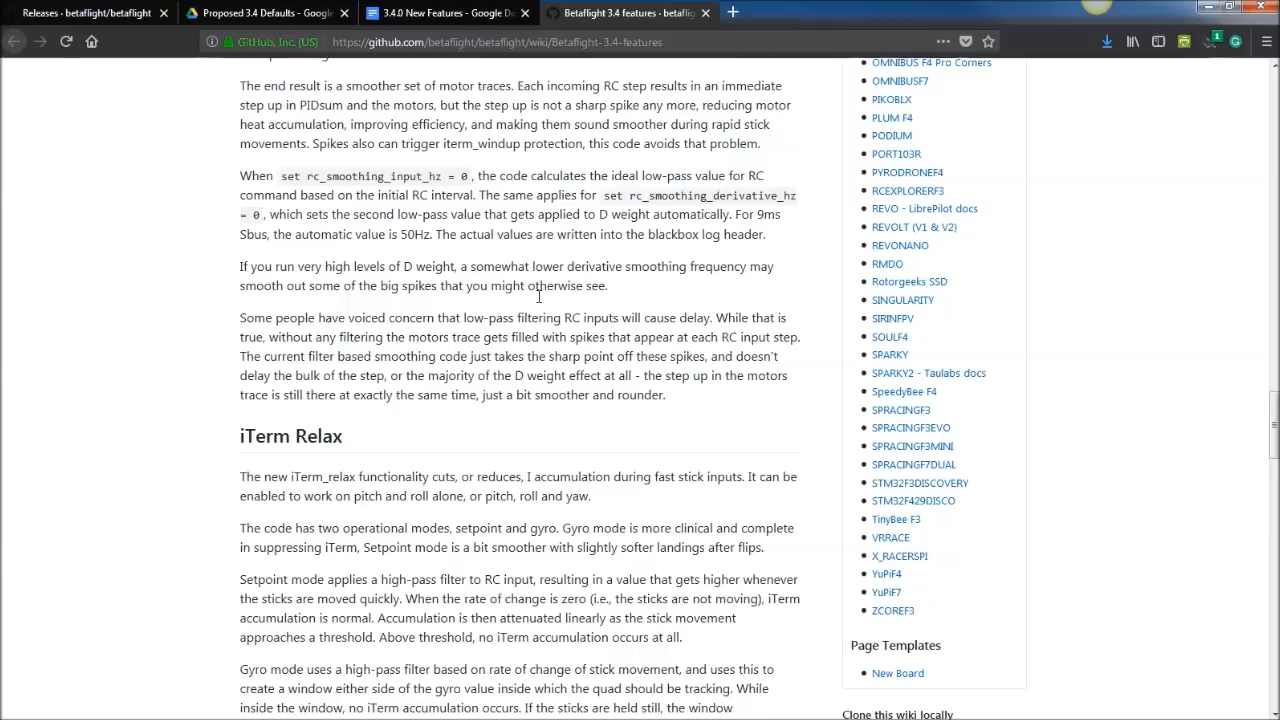 Releases · betaflight/betaflight
Proposed 3.4 Defaults - Google
3.4.0 New Features - Google D
Betaflight 3.4 features · betaflig
GitHub, Inc. (US)
https://github.com/betaflight/betaflight/wiki/Betaflight-3.4-features
1
The end result is a smoother set of motor traces. Each incoming RC step results in an immediate
step up in PIDsum and the motors, but the step up is not a sharp spike any more, reducing motor
heat accumulation, improving efficiency, and making them sound smoother during rapid stick
movements. Spikes also can trigger iterm_windup protection, this code avoids that problem.
When set rc_smoothing_input_hz = 0, the code calculates the ideal low-pass value for RC
command based on the initial RC interval. The same applies for set rc_smoothing_derivative_hz
= 0, which sets the second low-pass value that gets applied to D weight automatically. For 9ms
Sbus, the automatic value is 50Hz. The actual values are written into the blackbox log header.
If you run very high levels of D weight, a somewhat lower derivative smoothing frequency may
smooth out some of the big spikes that you might otherwise see.
Some people have voiced concern that low-pass filtering RC inputs will cause delay. While that is
true, without any filtering the motors trace gets filled with spikes that appear at each RC input step.
The current filter based smoothing code just takes the sharp point off these spikes, and doesn't
delay the bulk of the step, or the majority of the D weight effect at all - the step up in the motors
trace is still there at exactly the same time, just a bit smoother and rounder.
iTerm Relax
The new iTerm_relax functionality cuts, or reduces, I accumulation during fast stick inputs. It can be
enabled to work on pitch and roll alone, or pitch, roll and yaw.
The code has two operational modes, setpoint and gyro. Gyro mode is more clinical and complete
in suppressing iTerm, Setpoint mode is a bit smoother with slightly softer landings after flips.
Setpoint mode applies a high-pass filter to RC input, resulting in a value that gets higher whenever
the sticks are moved quickly. When the rate of change is zero (i.e., the sticks are not moving), iTerm
accumulation is normal. Accumulation is then attenuated linearly as the stick movement
approaches a threshold. Above threshold, no iTerm accumulation occurs at all.
Gyro mode uses a high-pass filter based on rate of change of stick movement, and uses this to
create a window either side of the gyro value inside which the quad should be tracking. While
inside the window, no iTerm accumulation occurs. If the sticks are held still, the window
OMNIBUS F4 Pro Corners
OMNIBUSF7
PIKOBLX
PLUM F4
PODIUM
PORT103R
PYRODRONEF4
RCEXPLORERF3
REVO - LibrePilot docs
REVOLT (V1 & V2)
REVONANO
RMDO
Rotorgeeks SSD
SINGULARITY
SIRINFPV
SOULF4
SPARKY
SPARKY2 - Taulabs docs
SpeedyBee F4
SPRACINGF3
SPRACINGF3EVO
SPRACINGF3MINI
SPRACINGF7DUAL
STM32F3DISCOVERY
STM32F429DISCO
TinyBee F3
VRRACE
X_RACERSPI
YuPiF4
YuPiF7
ZCOREF3
Page Templates
New Board
Clone this wiki locally